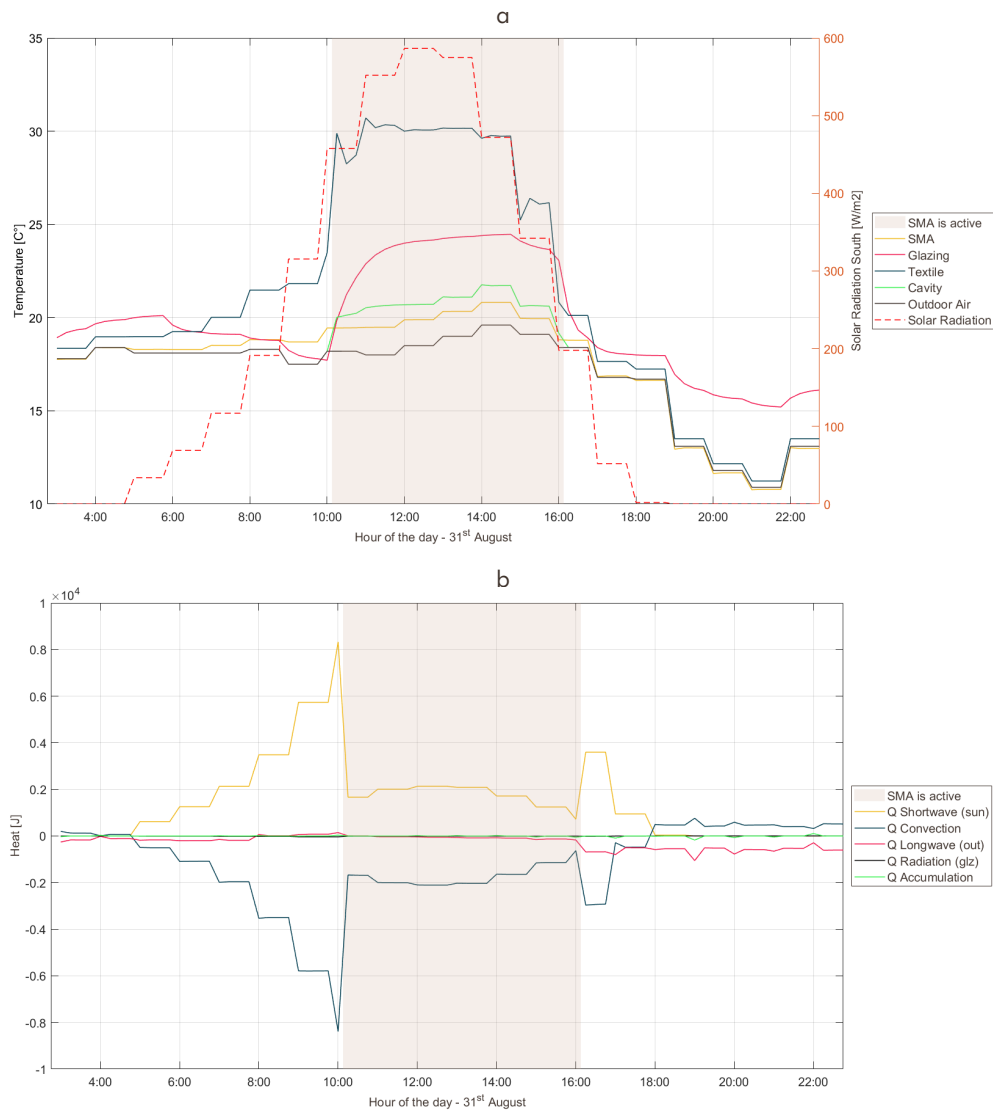 a
35
30
25
20
15
10
Temperature [C°]
600
500
400
300
200
100
0
Solar Radiation South [W/m2]
4:00 6:00 8:00 10:00 12:00 14:00 16:00 18:00 20:00 22:00
Hour of the day - 31st August
SMA is active
SMA
Glazing
Textile
Cavity
Outdoor Air
Solar Radiation
b
×10⁴
1
0.8
0.6
0.4
0.2
0
-0.2
-0.4
-0.6
-0.8
-1
Heat [J]
4:00 6:00 8:00 10:00 12:00 14:00 16:00 18:00 20:00 22:00
Hour of the day - 31st August
SMA is active
Q Shortwave (sun)
Q Convection
Q Longwave (out)
Q Radiation (glz)
Q Accumulation